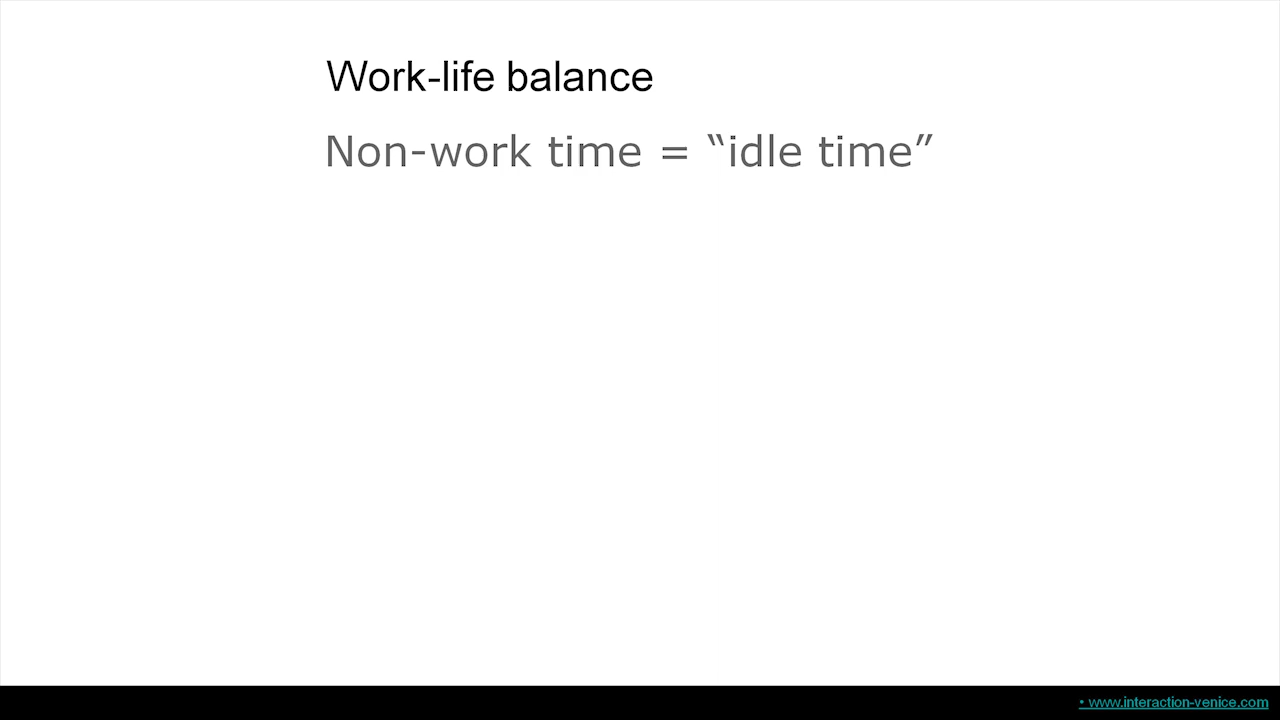 Work-life balance
Non-work time = “idle time”
• www.interaction-venice.com